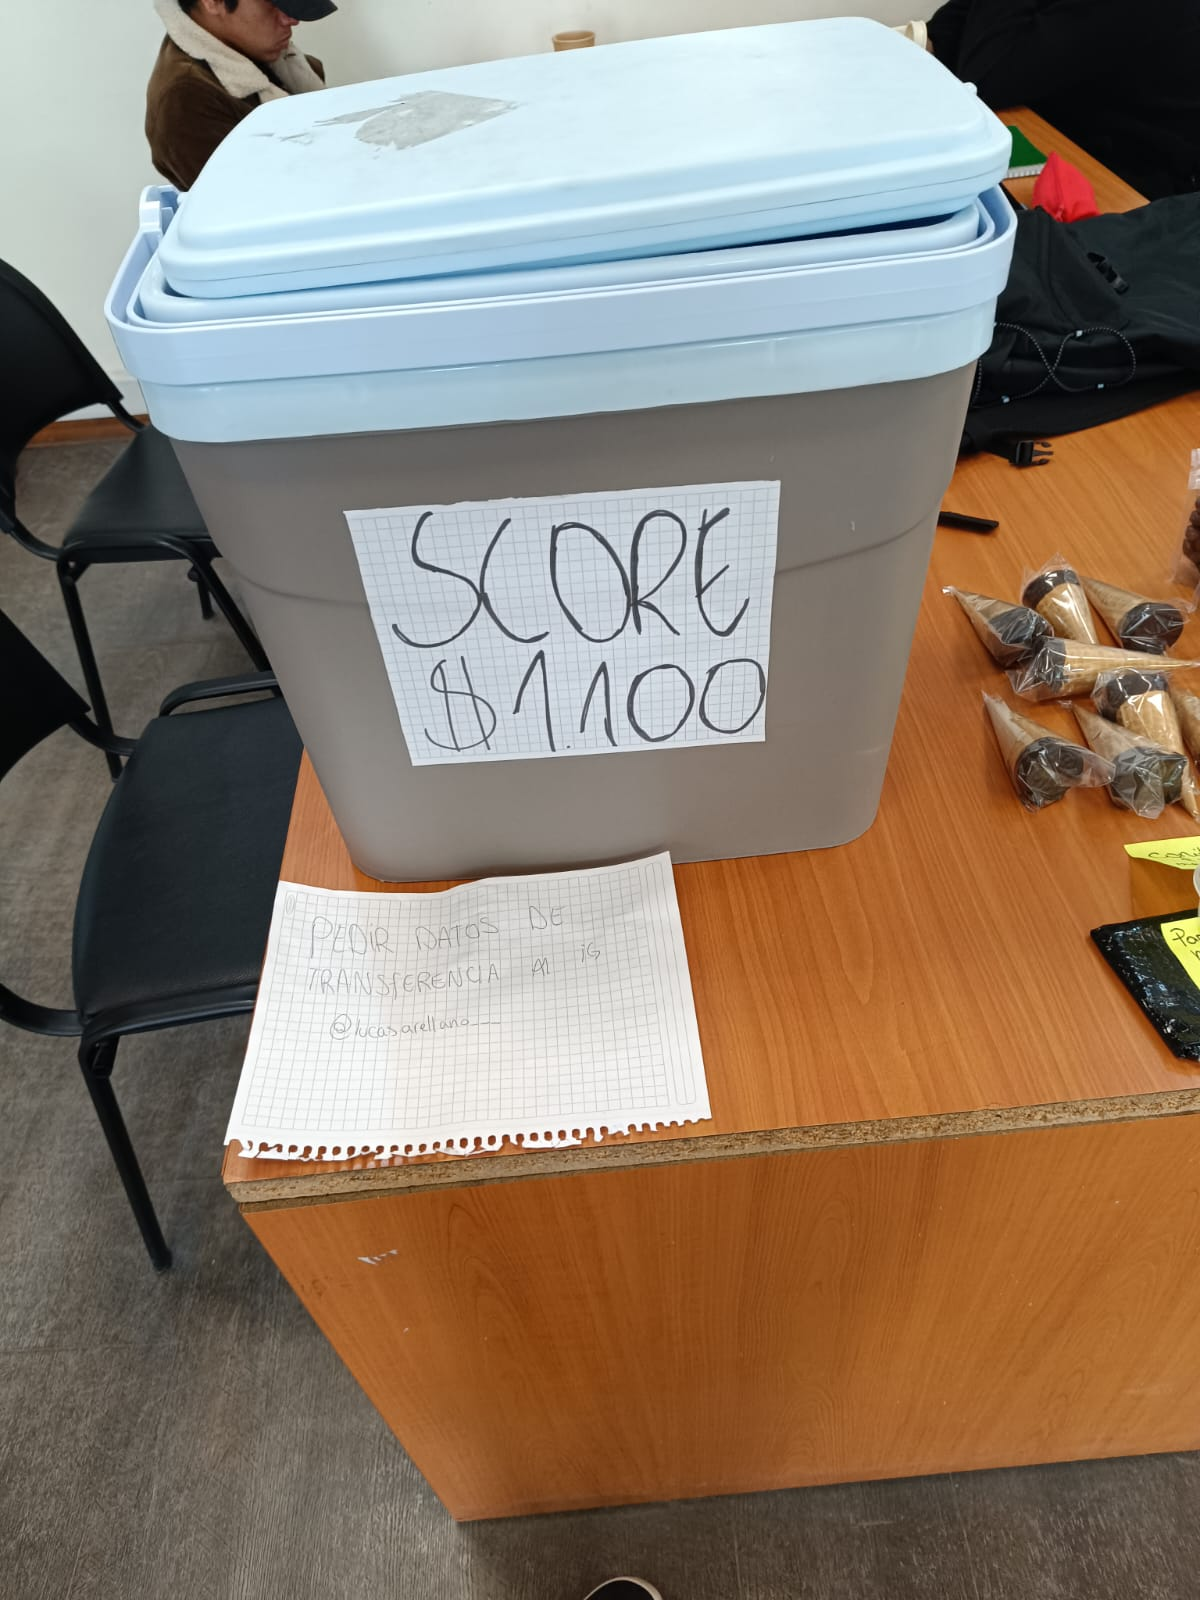 SCORE
$1.100
PEDIR DATOS DE
TRANSFERENCIA Al iG
@lucasarellano___